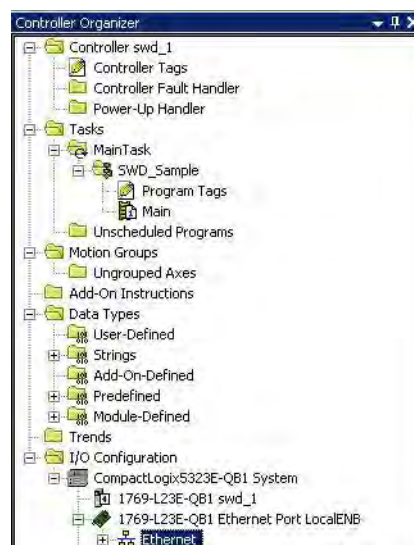 Controller Organizer
Controller swd_1
Controller Tags
Controller Fault Handler
Power-Up Handler
Tasks
MainTask
SWD_Sample
Program Tags
Main
Unscheduled Programs
Motion Groups
Ungrouped Axes
Add-On Instructions
Data Types
User-Defined
Strings
Add-On-Defined
Predefined
Module-Defined
Trends
I/O Configuration
CompactLogix5323E-QB1 System
1769-L23E-QB1 swd_1
1769-L23E-QB1 Ethernet Port LocalENB
Ethernet